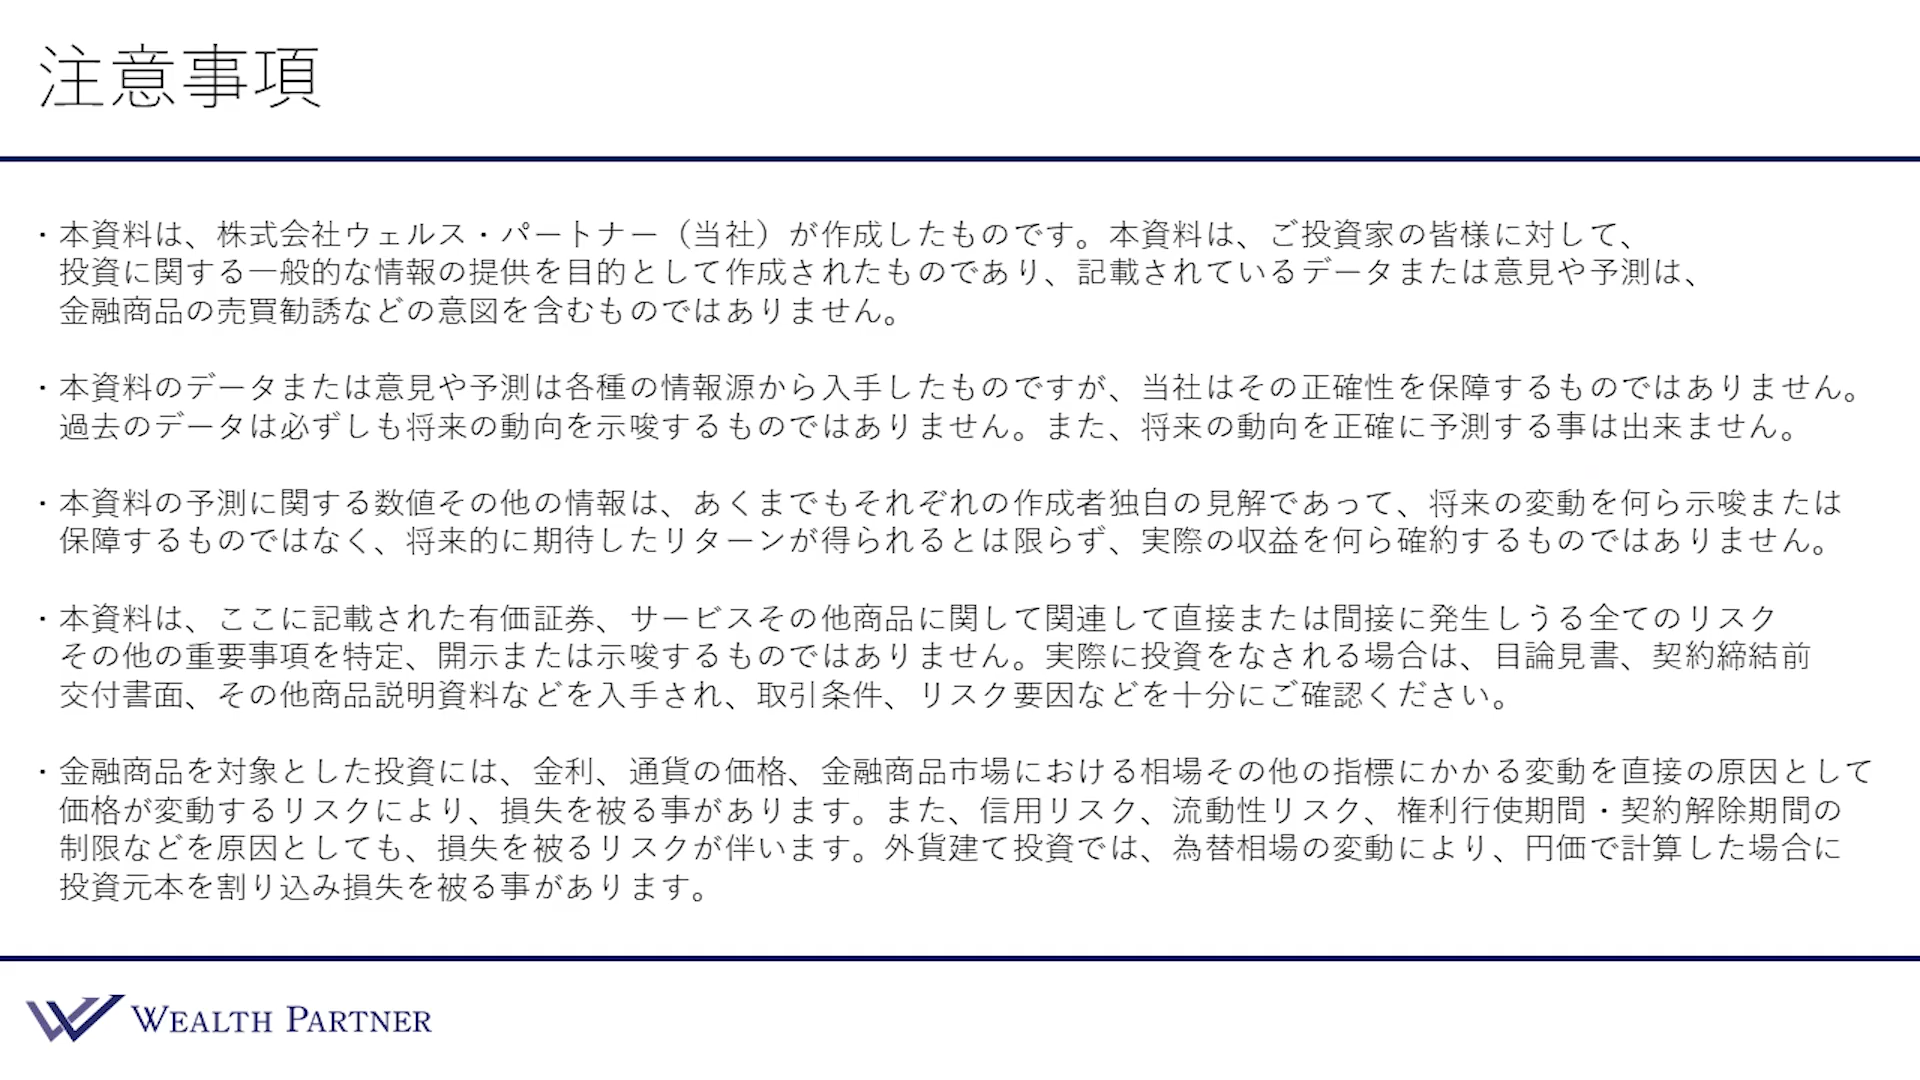 注意事項
・本資料は、株式会社ウェルス・パートナー（当社）が作成したものです。本資料は、ご投資家の皆様に対して、
投資に関する一般的な情報の提供を目的として作成されたものであり、記載されているデータまたは意見や予測は、
金融商品の売買勧誘などの意図を含むものではありません。
・本資料のデータまたは意見や予測は各種の情報源から入手したものですが、当社はその正確性を保障するものではありません。
過去のデータは必ずしも将来の動向を示唆するものではありません。また、将来の動向を正確に予測する事は出来ません。
・本資料の予測に関する数値その他の情報は、あくまでもそれぞれの作成者独自の見解であって、将来の変動を何ら示唆または
保障するものではなく、将来的に期待したリターンが得られるとは限らず、実際の収益を何ら確約するものではありません。
・本資料は、ここに記載された有価証券、サービスその他商品に関して関連して直接または間接に発生しうる全てのリスク
その他の重要事項を特定、開示または示唆するものではありません。実際に投資をなされる場合は、目論見書、契約締結前
交付書面、その他商品説明資料などを入手され、取引条件、リスク要因などを十分にご確認ください。
・金融商品を対象とした投資には、金利、通貨の価格、金融商品市場における相場その他の指標にかかる変動を直接の原因として
価格が変動するリスクにより、損失を被る事があります。また、信用リスク、流動性リスク、権利行使期間・契約解除期間の
制限などを原因としても、損失を被るリスクが伴います。外貨建て投資では、為替相場の変動により、円価で計算した場合に
投資元本を割り込み損失を被る事があります。
WEALTH PARTNER